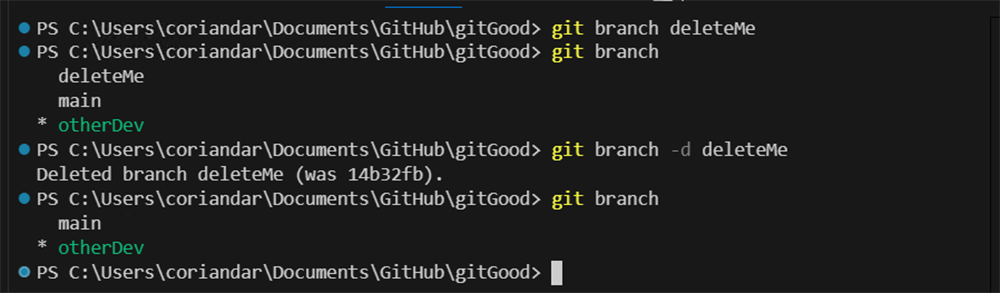 PS C:\Users\coriandar\Documents\GitHub\gitGood> git branch deleteMe
PS C:\Users\coriandar\Documents\GitHub\gitGood> git branch
  deleteMe
  main
* otherDev
PS C:\Users\coriandar\Documents\GitHub\gitGood> git branch -d deleteMe
Deleted branch deleteMe (was 14b32fb).
PS C:\Users\coriandar\Documents\GitHub\gitGood> git branch
  main
* otherDev
PS C:\Users\coriandar\Documents\GitHub\gitGood>